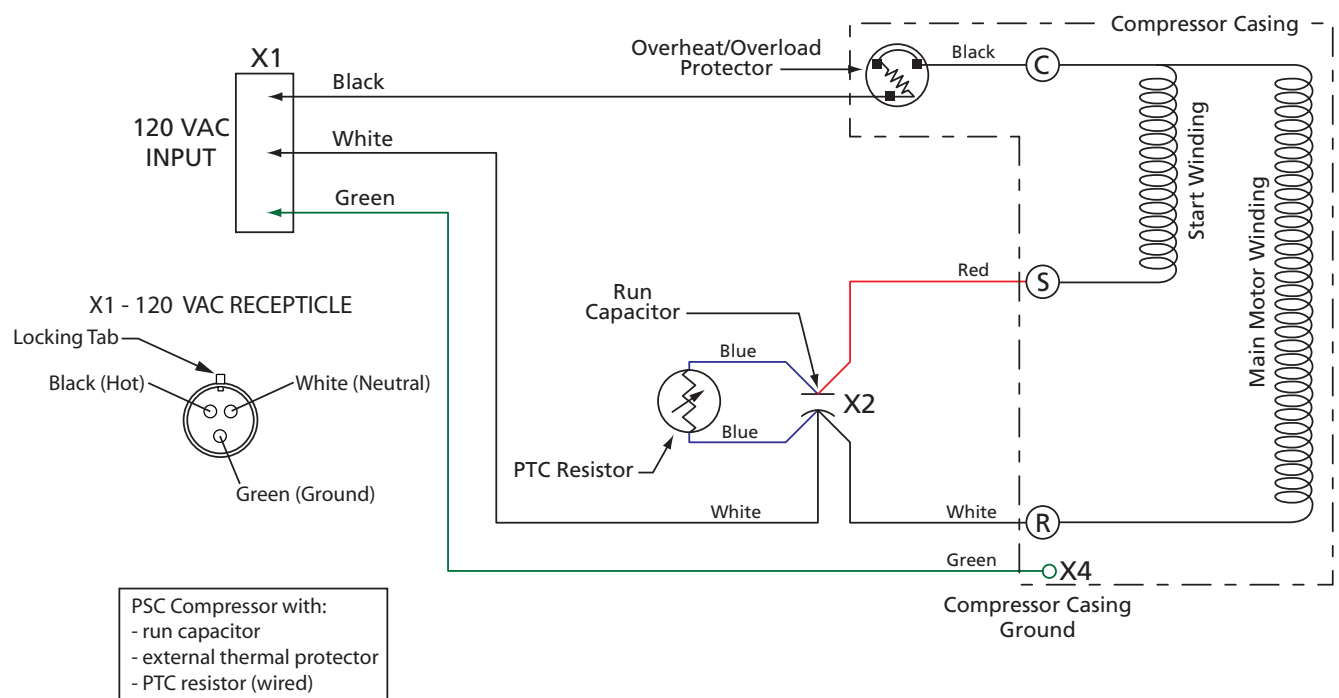 Compressor Casing
Overheat/Overload
Protector
Black
C
X1
Black
120 VAC
INPUT
White
Green
Start Winding
Main Motor Winding
Red
S
X1 - 120 VAC RECEPTICLE
Locking Tab
Black (Hot)
White (Neutral)
Green (Ground)
Run
Capacitor
Blue
X2
Blue
PTC Resistor
White
White
R
Green
X4
Compressor Casing
Ground
PSC Compressor with:
- run capacitor
- external thermal protector
- PTC resistor (wired)